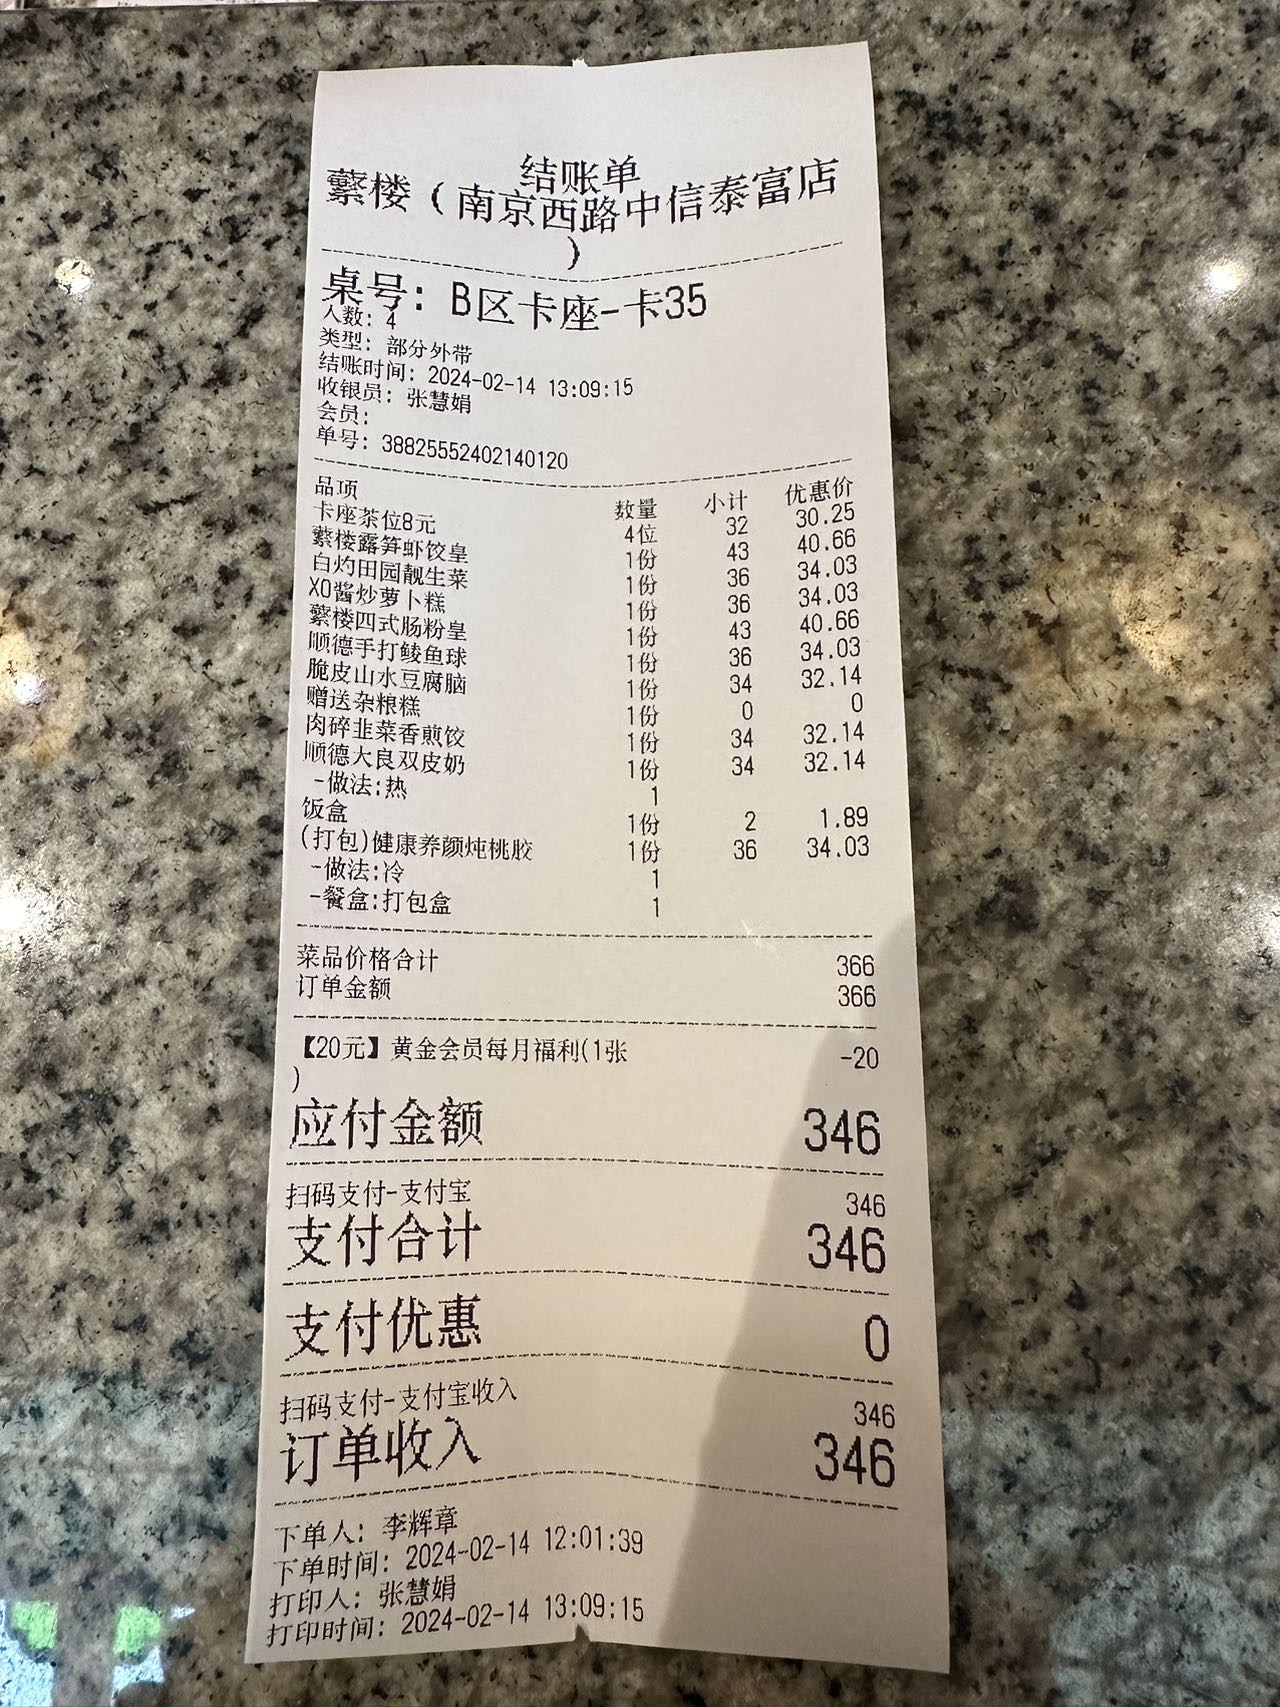 结账单
蘩楼（南京西路中信泰富店
）
桌号: B区卡座-卡35
人数: 4
类型: 部分外带
结账时间: 2024-02-14 13:09:15
收银员: 张慧娟
会员:
单号: 38825552402140120
品项 数量 小计 优惠价
卡座茶位8元 4位 32 30.25
蘩楼露笋虾饺皇 1份 43 40.66
白灼田园靓生菜 1份 36 34.03
XO酱炒萝卜糕 1份 36 34.03
蘩楼四式肠粉皇 1份 43 40.66
顺德手打鲮鱼球 1份 36 34.03
脆皮山水豆腐脑 1份 34 32.14
赠送杂粮糕 1份 0 0
肉碎韭菜香煎饺 1份 34 32.14
顺德大良双皮奶 1份 34 32.14
-做法:热 1
饭盒 1份 2 1.89
(打包)健康养颜炖桃胶 1份 36 34.03
-做法:冷 1
-餐盒:打包盒 1
菜品价格合计 366
订单金额 366
【20元】黄金会员每月福利(1张 -20
)
应付金额 346
扫码支付-支付宝 346
支付合计 346
支付优惠 0
扫码支付-支付宝收入 346
订单收入 346
下单人: 李辉章
下单时间: 2024-02-14 12:01:39
打印人: 张慧娟
打印时间: 2024-02-14 13:09:15